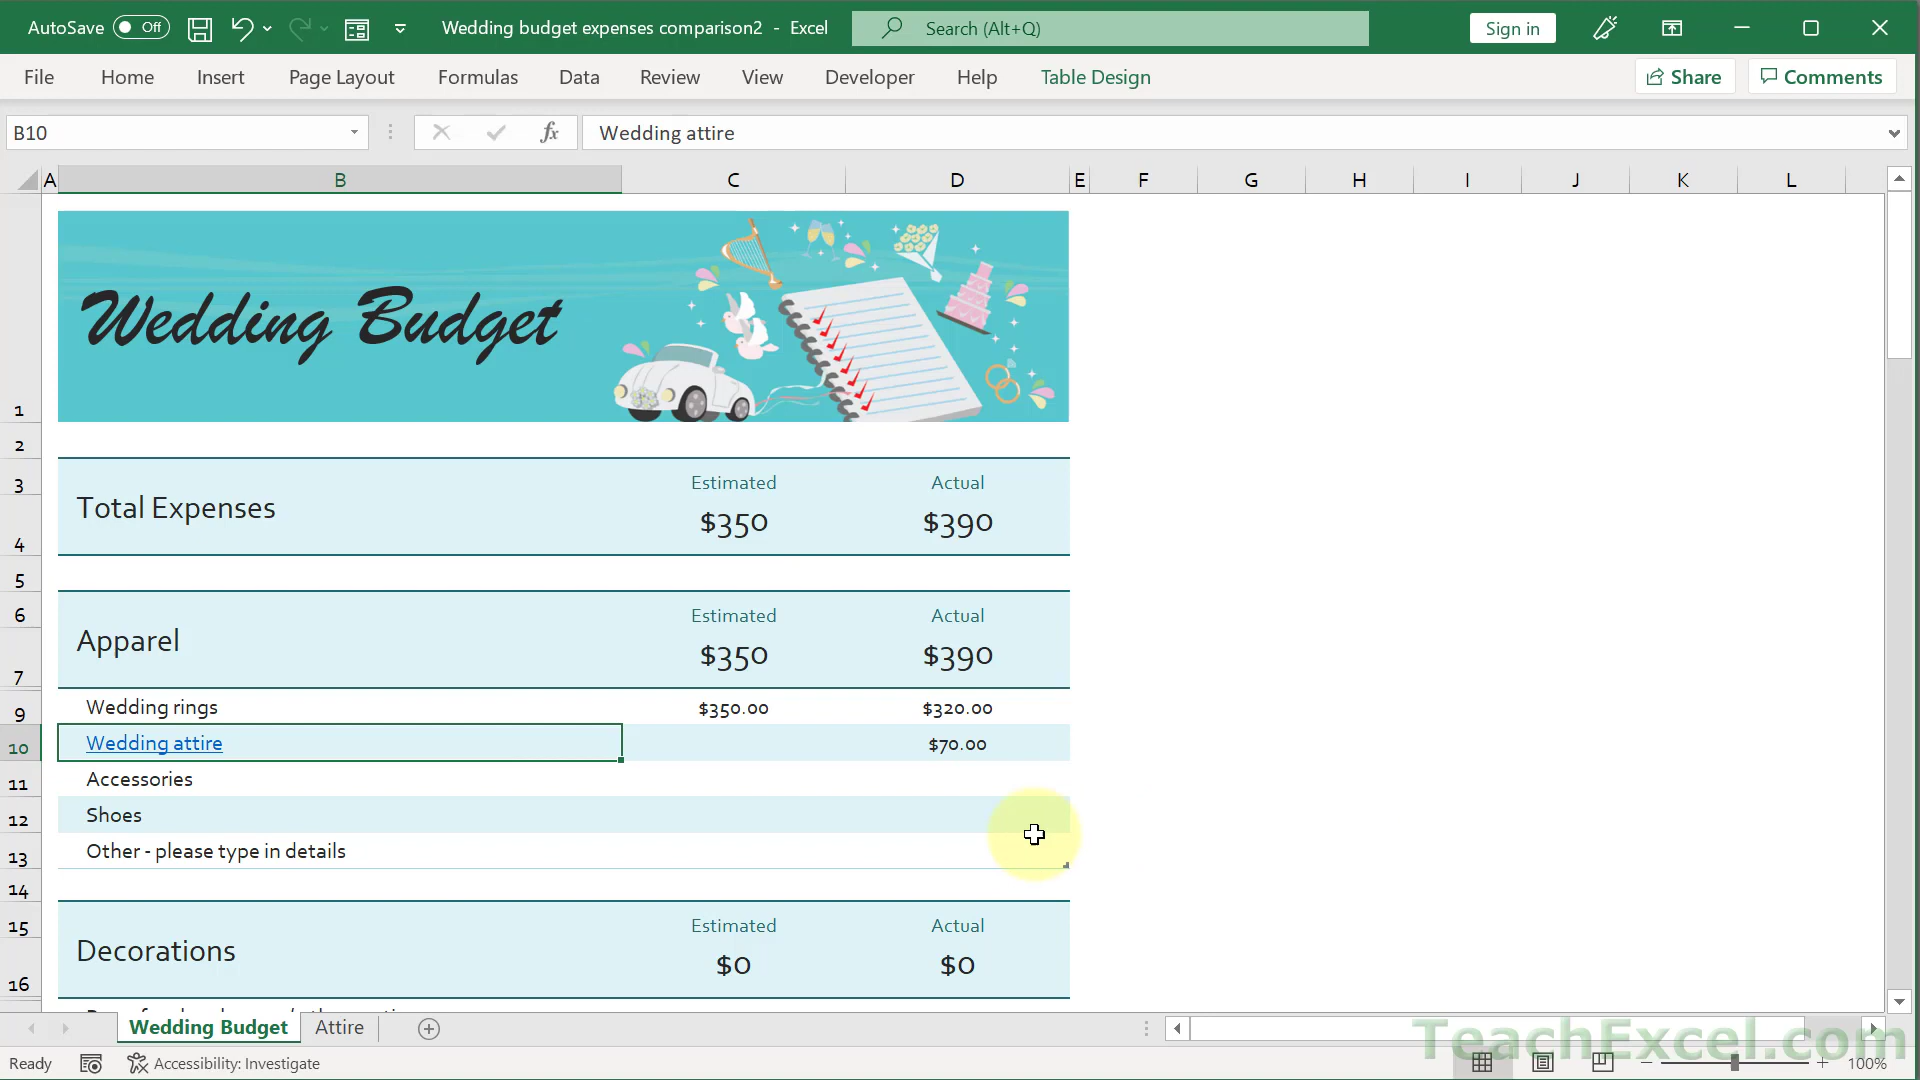 AutoSave Off Wedding budget expenses comparison2 - Excel Search (Alt+Q) Sign in
File Home Insert Page Layout Formulas Data Review View Developer Help Table Design Share Comments
B10 fx Wedding attire
A B C D E F G H I J K L
Wedding Budget
1
2
3 Estimated Actual
Total Expenses
4 $350 $390
5
6 Estimated Actual
Apparel
7 $350 $390
9 Wedding rings $350.00 $320.00
10 Wedding attire $70.00
11 Accessories
12 Shoes
13 Other - please type in details
14
15 Estimated Actual
Decorations
16 $0 $0
Wedding Budget Attire
TeachExcel.com
Ready Accessibility: Investigate 100%